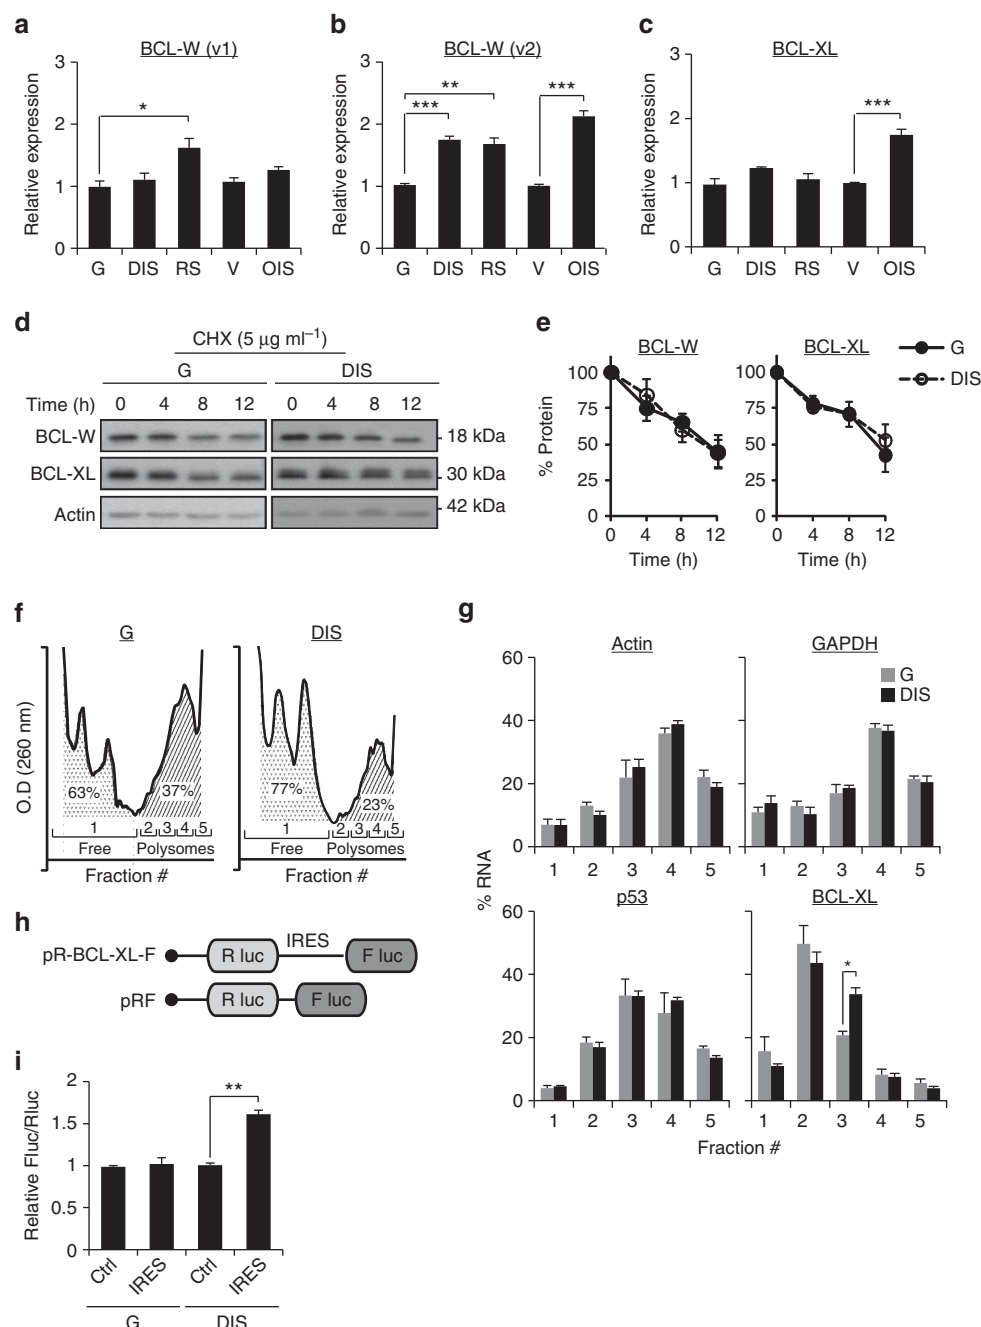 a
BCL-W (v1)
Relative expression
3
2
1
0
*
G DIS RS V OIS
b
BCL-W (v2)
Relative expression
3
2
1
0
**
***
***
G DIS RS V OIS
c
BCL-XL
Relative expression
3
2
1
0
***
G DIS RS V OIS
d
CHX (5 μg ml⁻¹)
G DIS
Time (h) 0 4 8 12 0 4 8 12
BCL-W 18 kDa
BCL-XL 30 kDa
Actin 42 kDa
e
BCL-W
% Protein
100
75
50
25
0
0 4 8 12
Time (h)
BCL-XL
100
75
50
25
0
0 4 8 12
Time (h)
G
DIS
f
G
DIS
O.D (260 nm)
63% 37%
1 2 3 4 5
Free Polysomes
Fraction #
77% 23%
1 2 3 4 5
Free Polysomes
Fraction #
g
Actin
GAPDH
G
DIS
% RNA
60
40
20
0
1 2 3 4 5
1 2 3 4 5
p53
BCL-XL
60
40
20
0
*
1 2 3 4 5
1 2 3 4 5
Fraction #
h
pR-BCL-XL-F R luc IRES F luc
pRF R luc F luc
i
Relative Fluc/Rluc
2
1.5
1
0.5
0
**
Ctrl IRES Ctrl IRES
G DIS